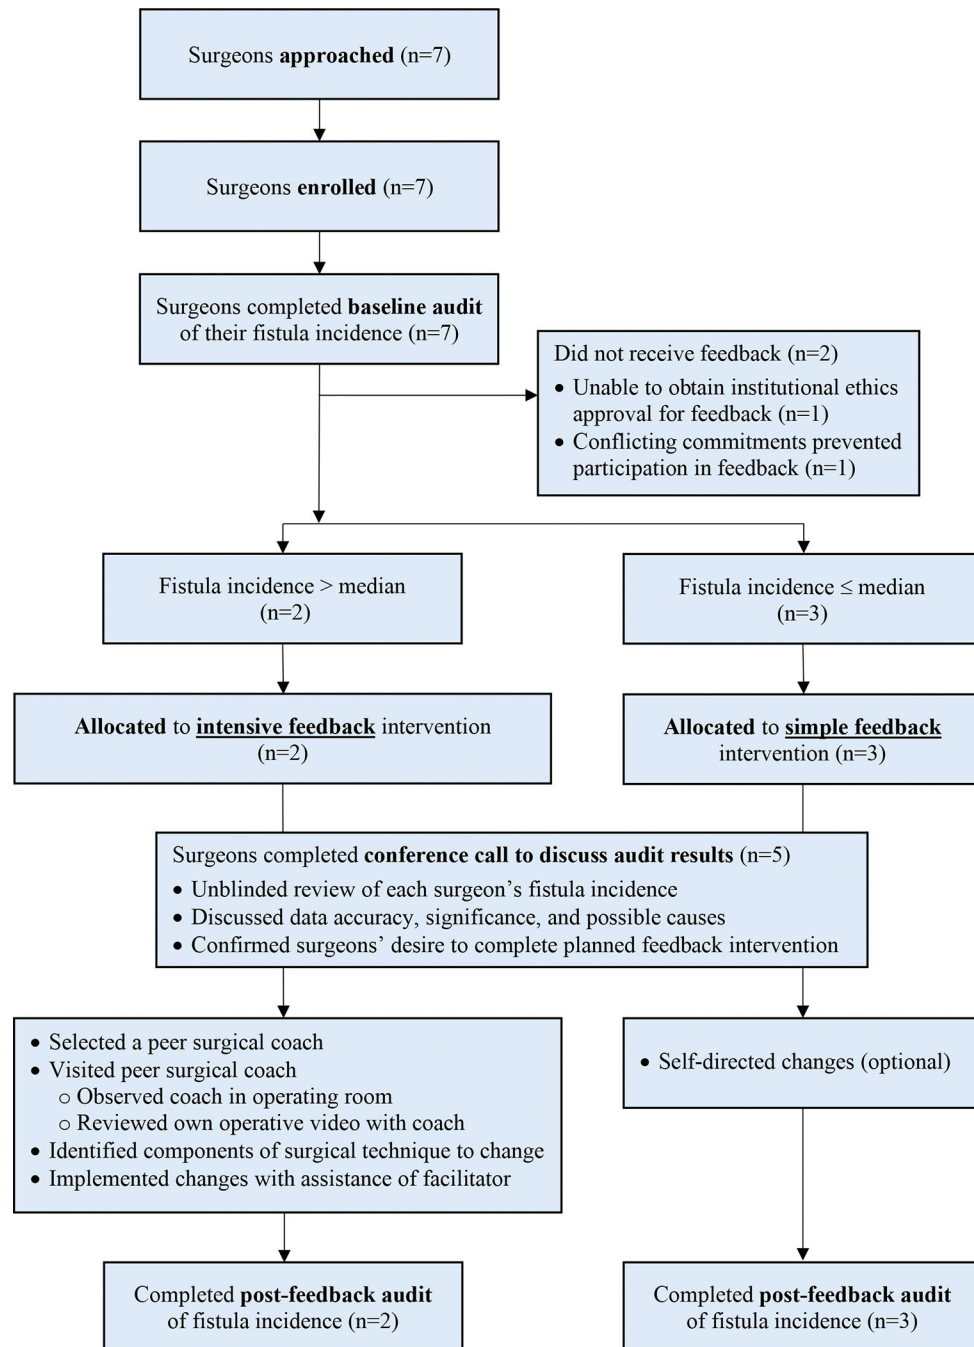 Surgeons approached (n=7)
Surgeons enrolled (n=7)
Surgeons completed baseline audit
of their fistula incidence (n=7)
Did not receive feedback (n=2)
• Unable to obtain institutional ethics
approval for feedback (n=1)
• Conflicting commitments prevented
participation in feedback (n=1)
Fistula incidence > median
(n=2)
Fistula incidence ≤ median
(n=3)
Allocated to intensive feedback intervention
(n=2)
Allocated to simple feedback
intervention (n=3)
Surgeons completed conference call to discuss audit results (n=5)
• Unblinded review of each surgeon’s fistula incidence
• Discussed data accuracy, significance, and possible causes
• Confirmed surgeons’ desire to complete planned feedback intervention
• Selected a peer surgical coach
• Visited peer surgical coach
o Observed coach in operating room
o Reviewed own operative video with coach
• Identified components of surgical technique to change
• Implemented changes with assistance of facilitator
• Self-directed changes (optional)
Completed post-feedback audit
of fistula incidence (n=2)
Completed post-feedback audit
of fistula incidence (n=3)